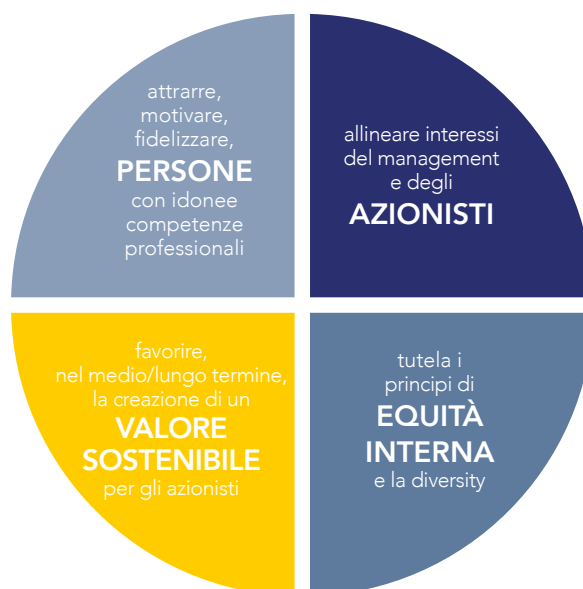 attrarre,
motivare,
fidelizzare,
PERSONE
con idonee
competenze
professionali
allineare interessi
del management
e degli
AZIONISTI
favorire,
nel medio/lungo termine,
la creazione di un
VALORE
SOSTENIBILE
per gli azionisti
tutela i
principi di
EQUITÀ
INTERNA
e la diversity